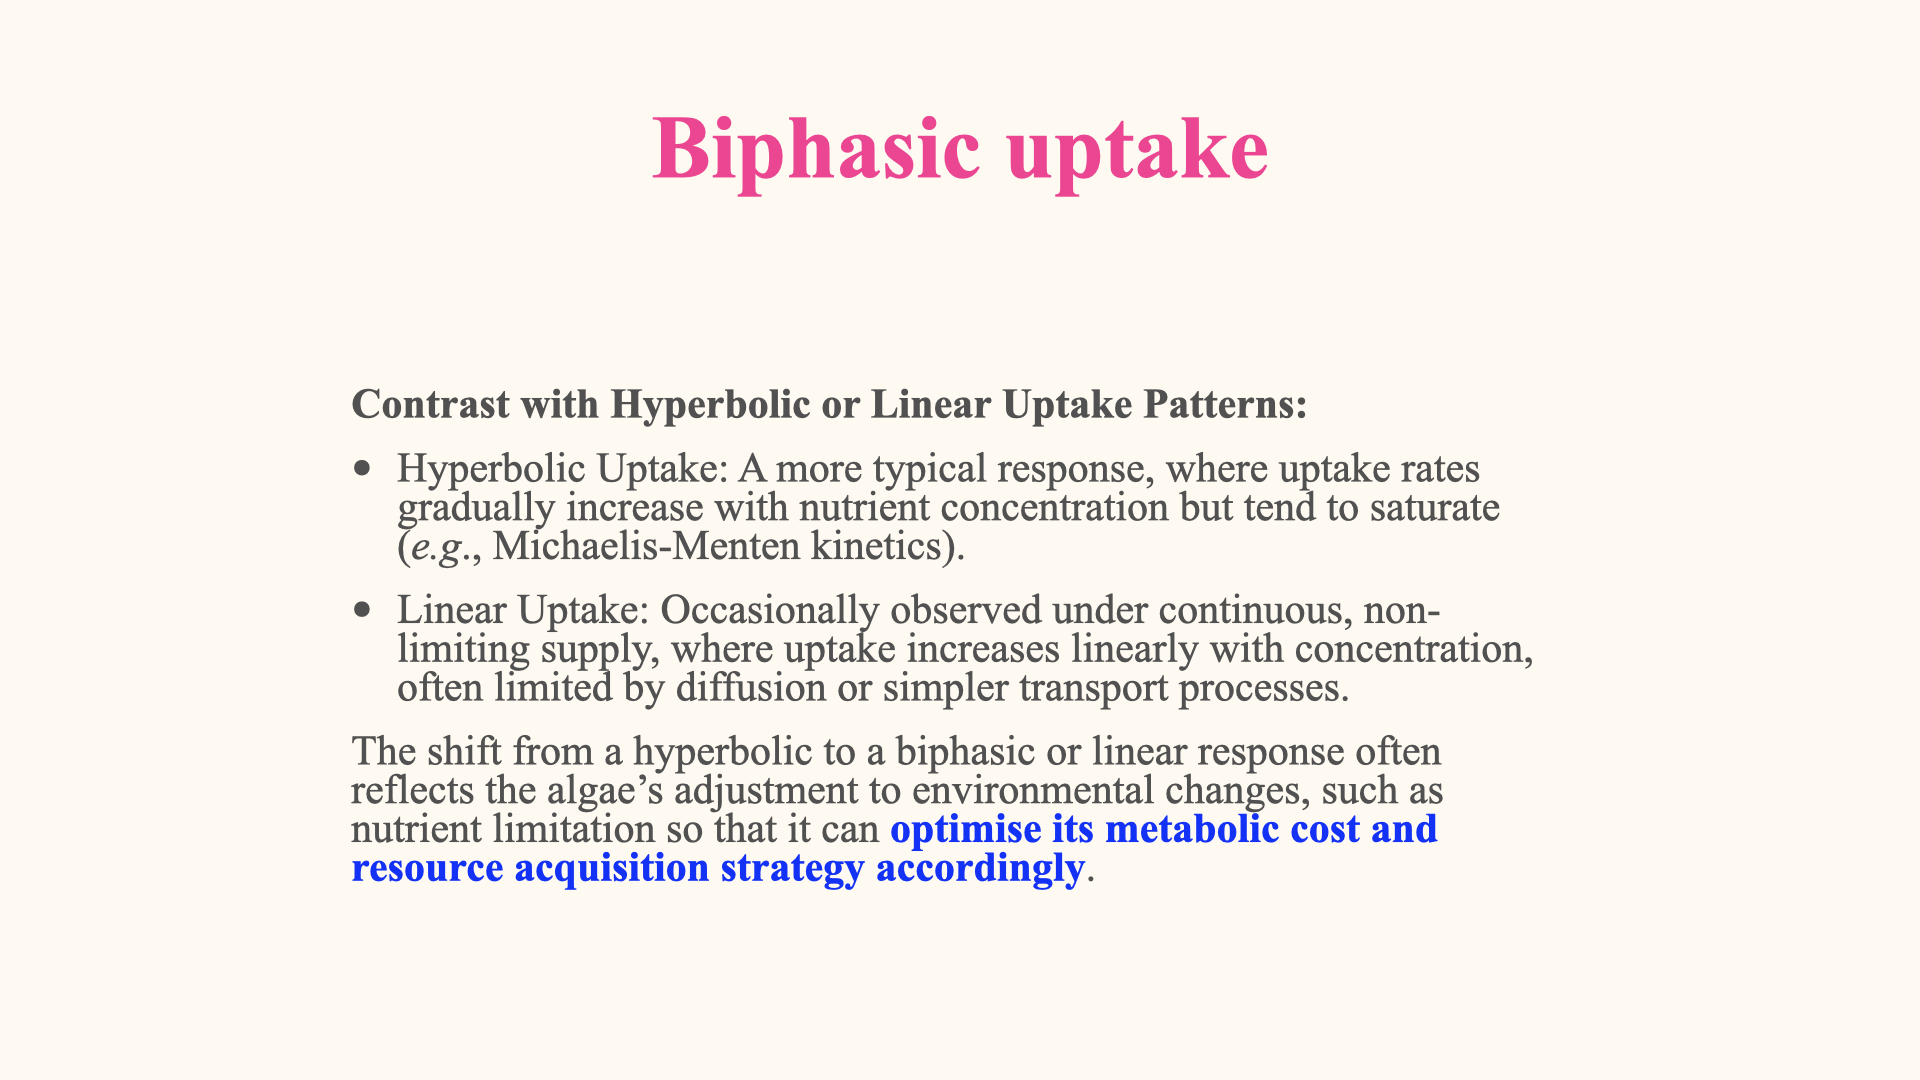 Biphasic uptake
Contrast with Hyperbolic or Linear Uptake Patterns:
• Hyperbolic Uptake: A more typical response, where uptake rates
gradually increase with nutrient concentration but tend to saturate
(e.g., Michaelis-Menten kinetics).
• Linear Uptake: Occasionally observed under continuous, non-
limiting supply, where uptake increases linearly with concentration,
often limited by diffusion or simpler transport processes.
The shift from a hyperbolic to a biphasic or linear response often
reflects the algae’s adjustment to environmental changes, such as
nutrient limitation so that it can optimise its metabolic cost and
resource acquisition strategy accordingly.